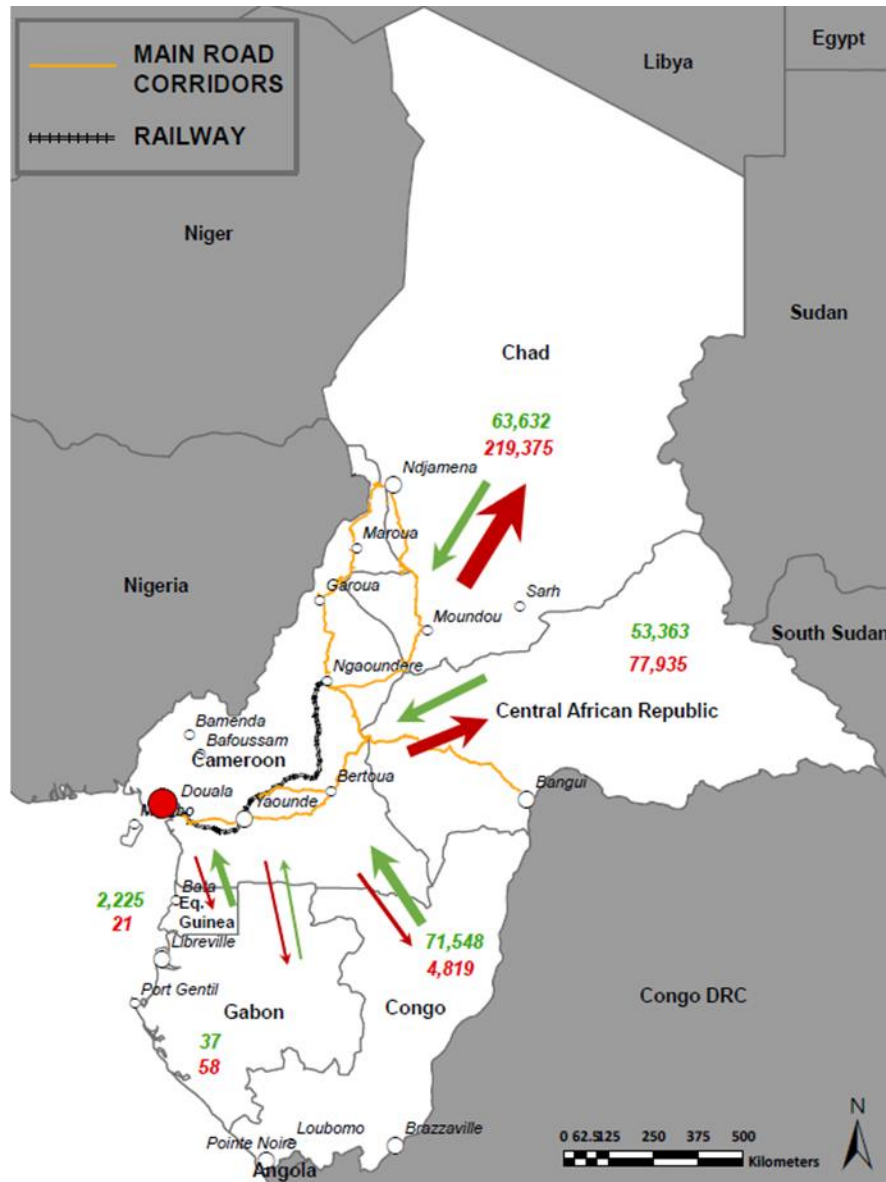 MAIN ROAD
CORRIDORS
RAILWAY
Egypt
Libya
Niger
Sudan
Chad
63,632
219,375
Ndjamena
Maroua
Nigeria
Garoua
Sarh
Moundou
South Sudan
53,363
77,935
Ngaoundere
Central African Republic
Bamenda
Bafoussam
Cameroon
Bertoua
Bangui
Douala
Yaounde
Bata
2,225
21
Eq.
Guinea
71,548
4,819
Libreville
Port Gentil
Gabon
Congo
Congo DRC
37
58
N
Loubomo
Brazzaville
Pointe Noire
Angola
250 375 500
Kilometers